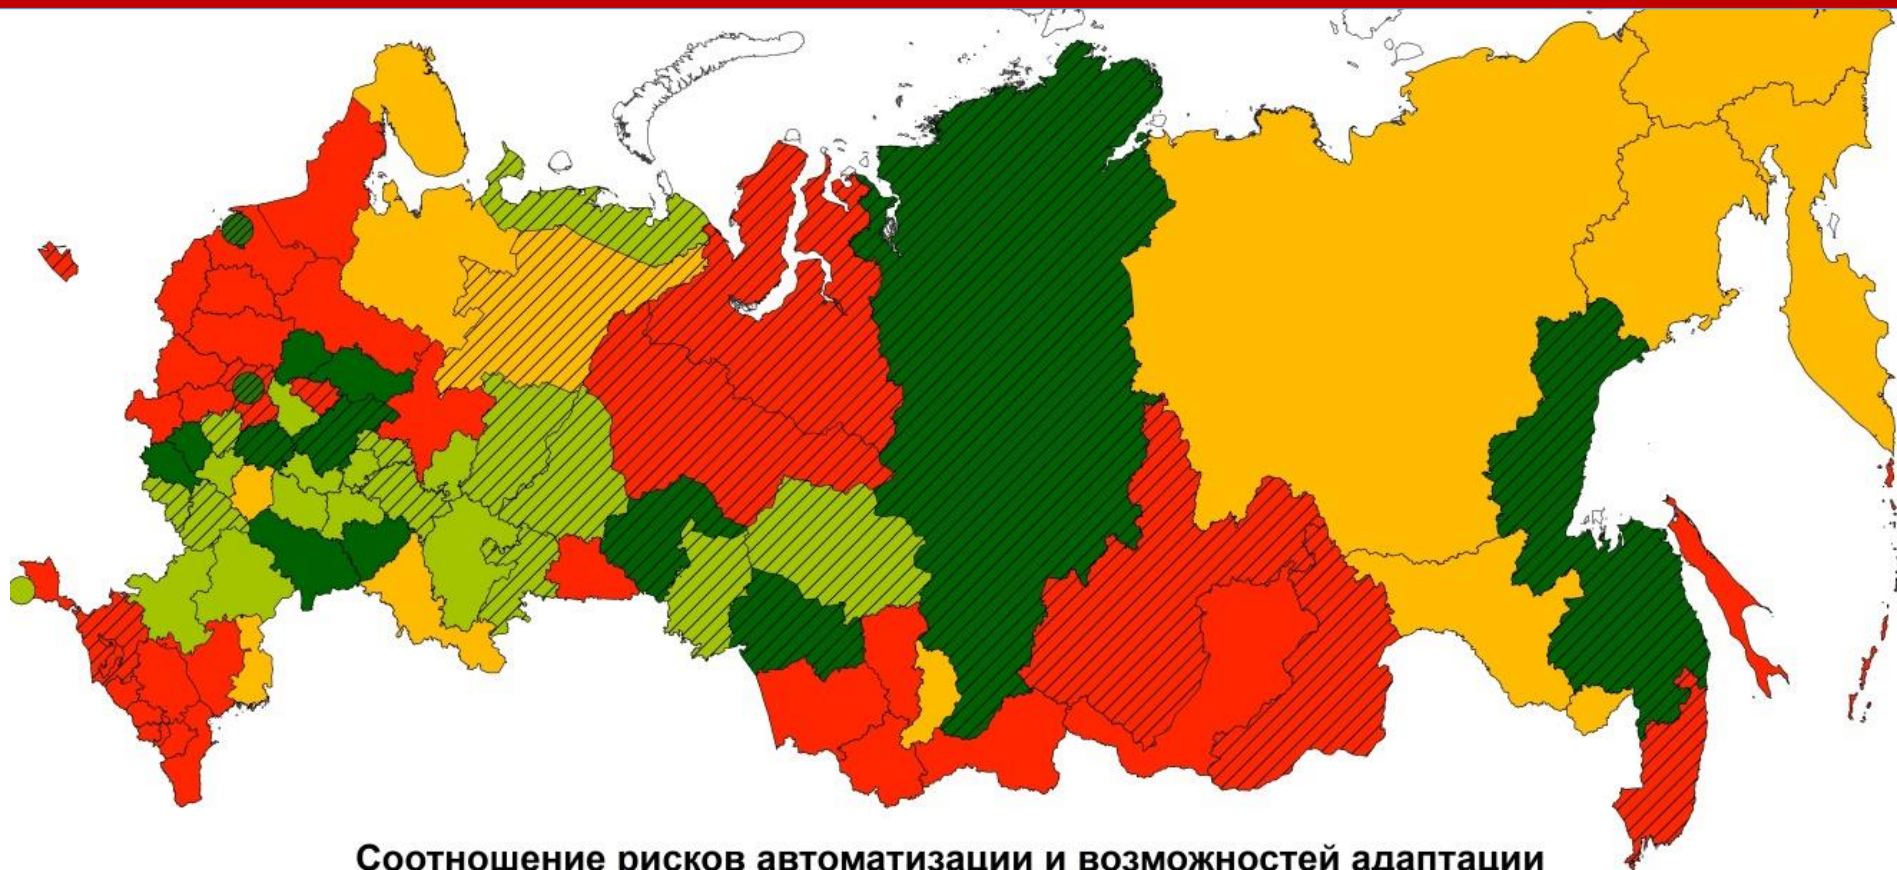 Соотношение рисков автоматизации и возможностей адаптации